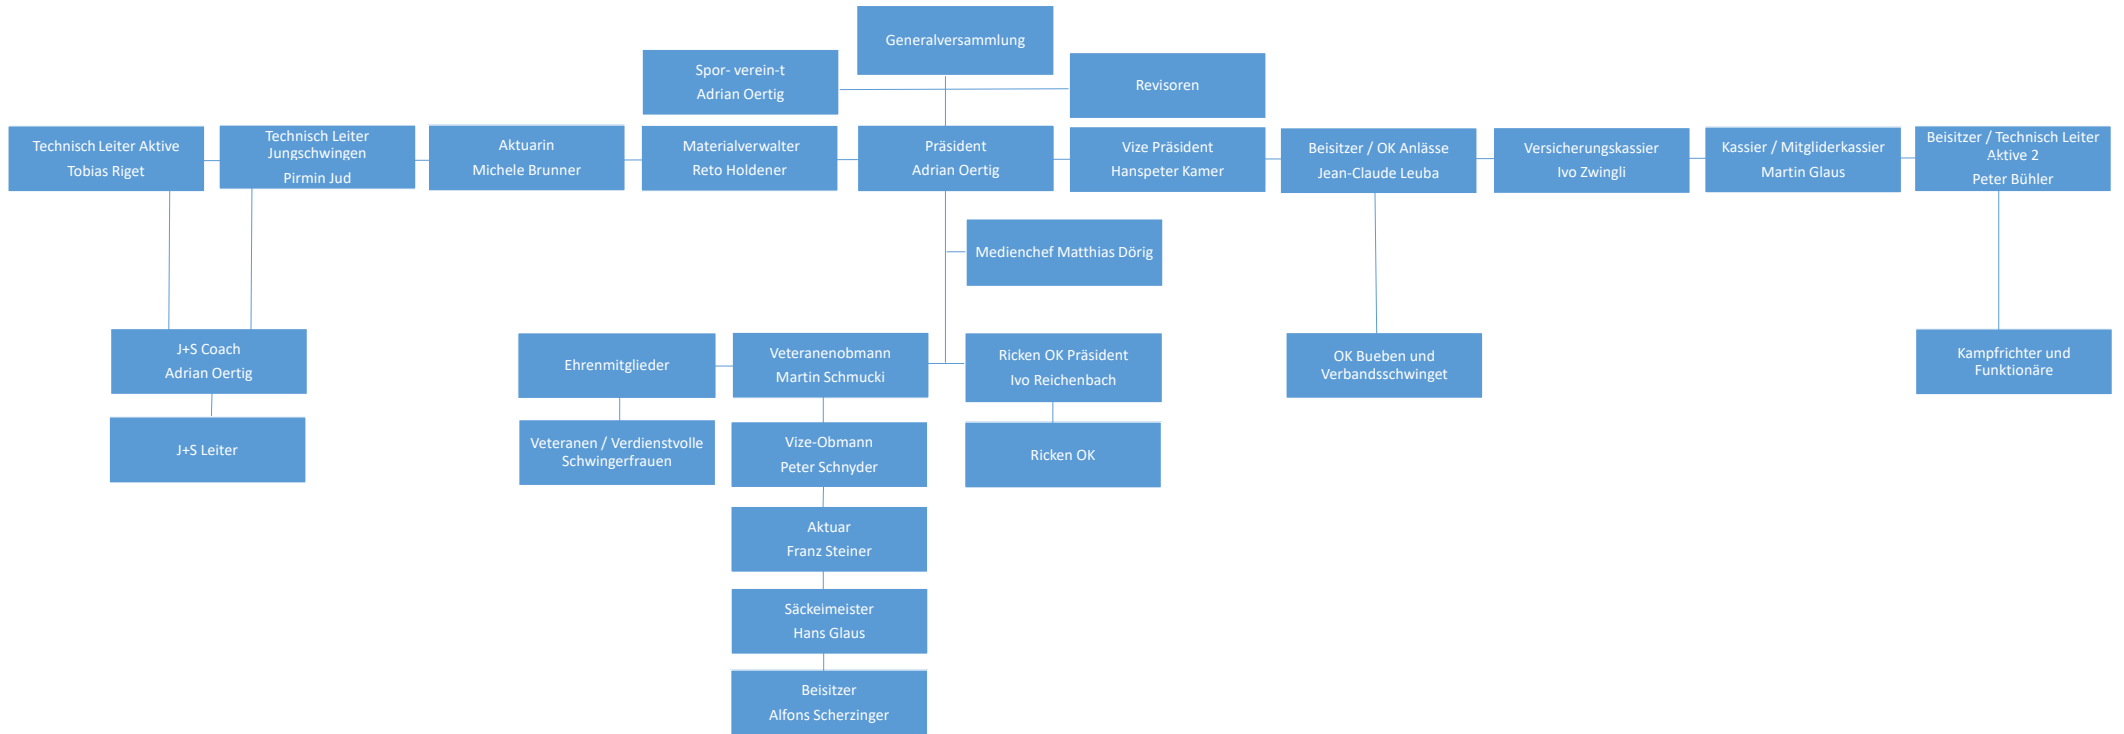 Generalversammlung
Spor- verein-t
Adrian Oertig
Revisoren
Technisch Leiter Aktive
Tobias Riget
Technisch Leiter
Jungschwingen
Pirmin Jud
Aktuarin
Michele Brunner
Materialverwalter
Reto Holdener
Präsident
Adrian Oertig
Vize Präsident
Hanspeter Kamer
Beisitzer / OK Anlässe
Jean-Claude Leuba
Versicherungskassier
Ivo Zwingli
Kassier / Mitgliderkassier
Martin Glaus
Beisitzer / Technisch Leiter
Aktive 2
Peter Bühler
Medienchef Matthias Dörig
J+S Coach
Adrian Oertig
Ehrenmitglieder
Veteranenobmann
Martin Schmucki
Ricken OK Präsident
Ivo Reichenbach
OK Bueben und
Verbandsschwinget
Kampfrichter und
Funktionäre
J+S Leiter
Veteranen / Verdienstvolle
Schwingerfrauen
Vize-Obmann
Peter Schnyder
Ricken OK
Aktuar
Franz Steiner
Säckeimeister
Hans Glaus
Beisitzer
Alfons Scherzinger